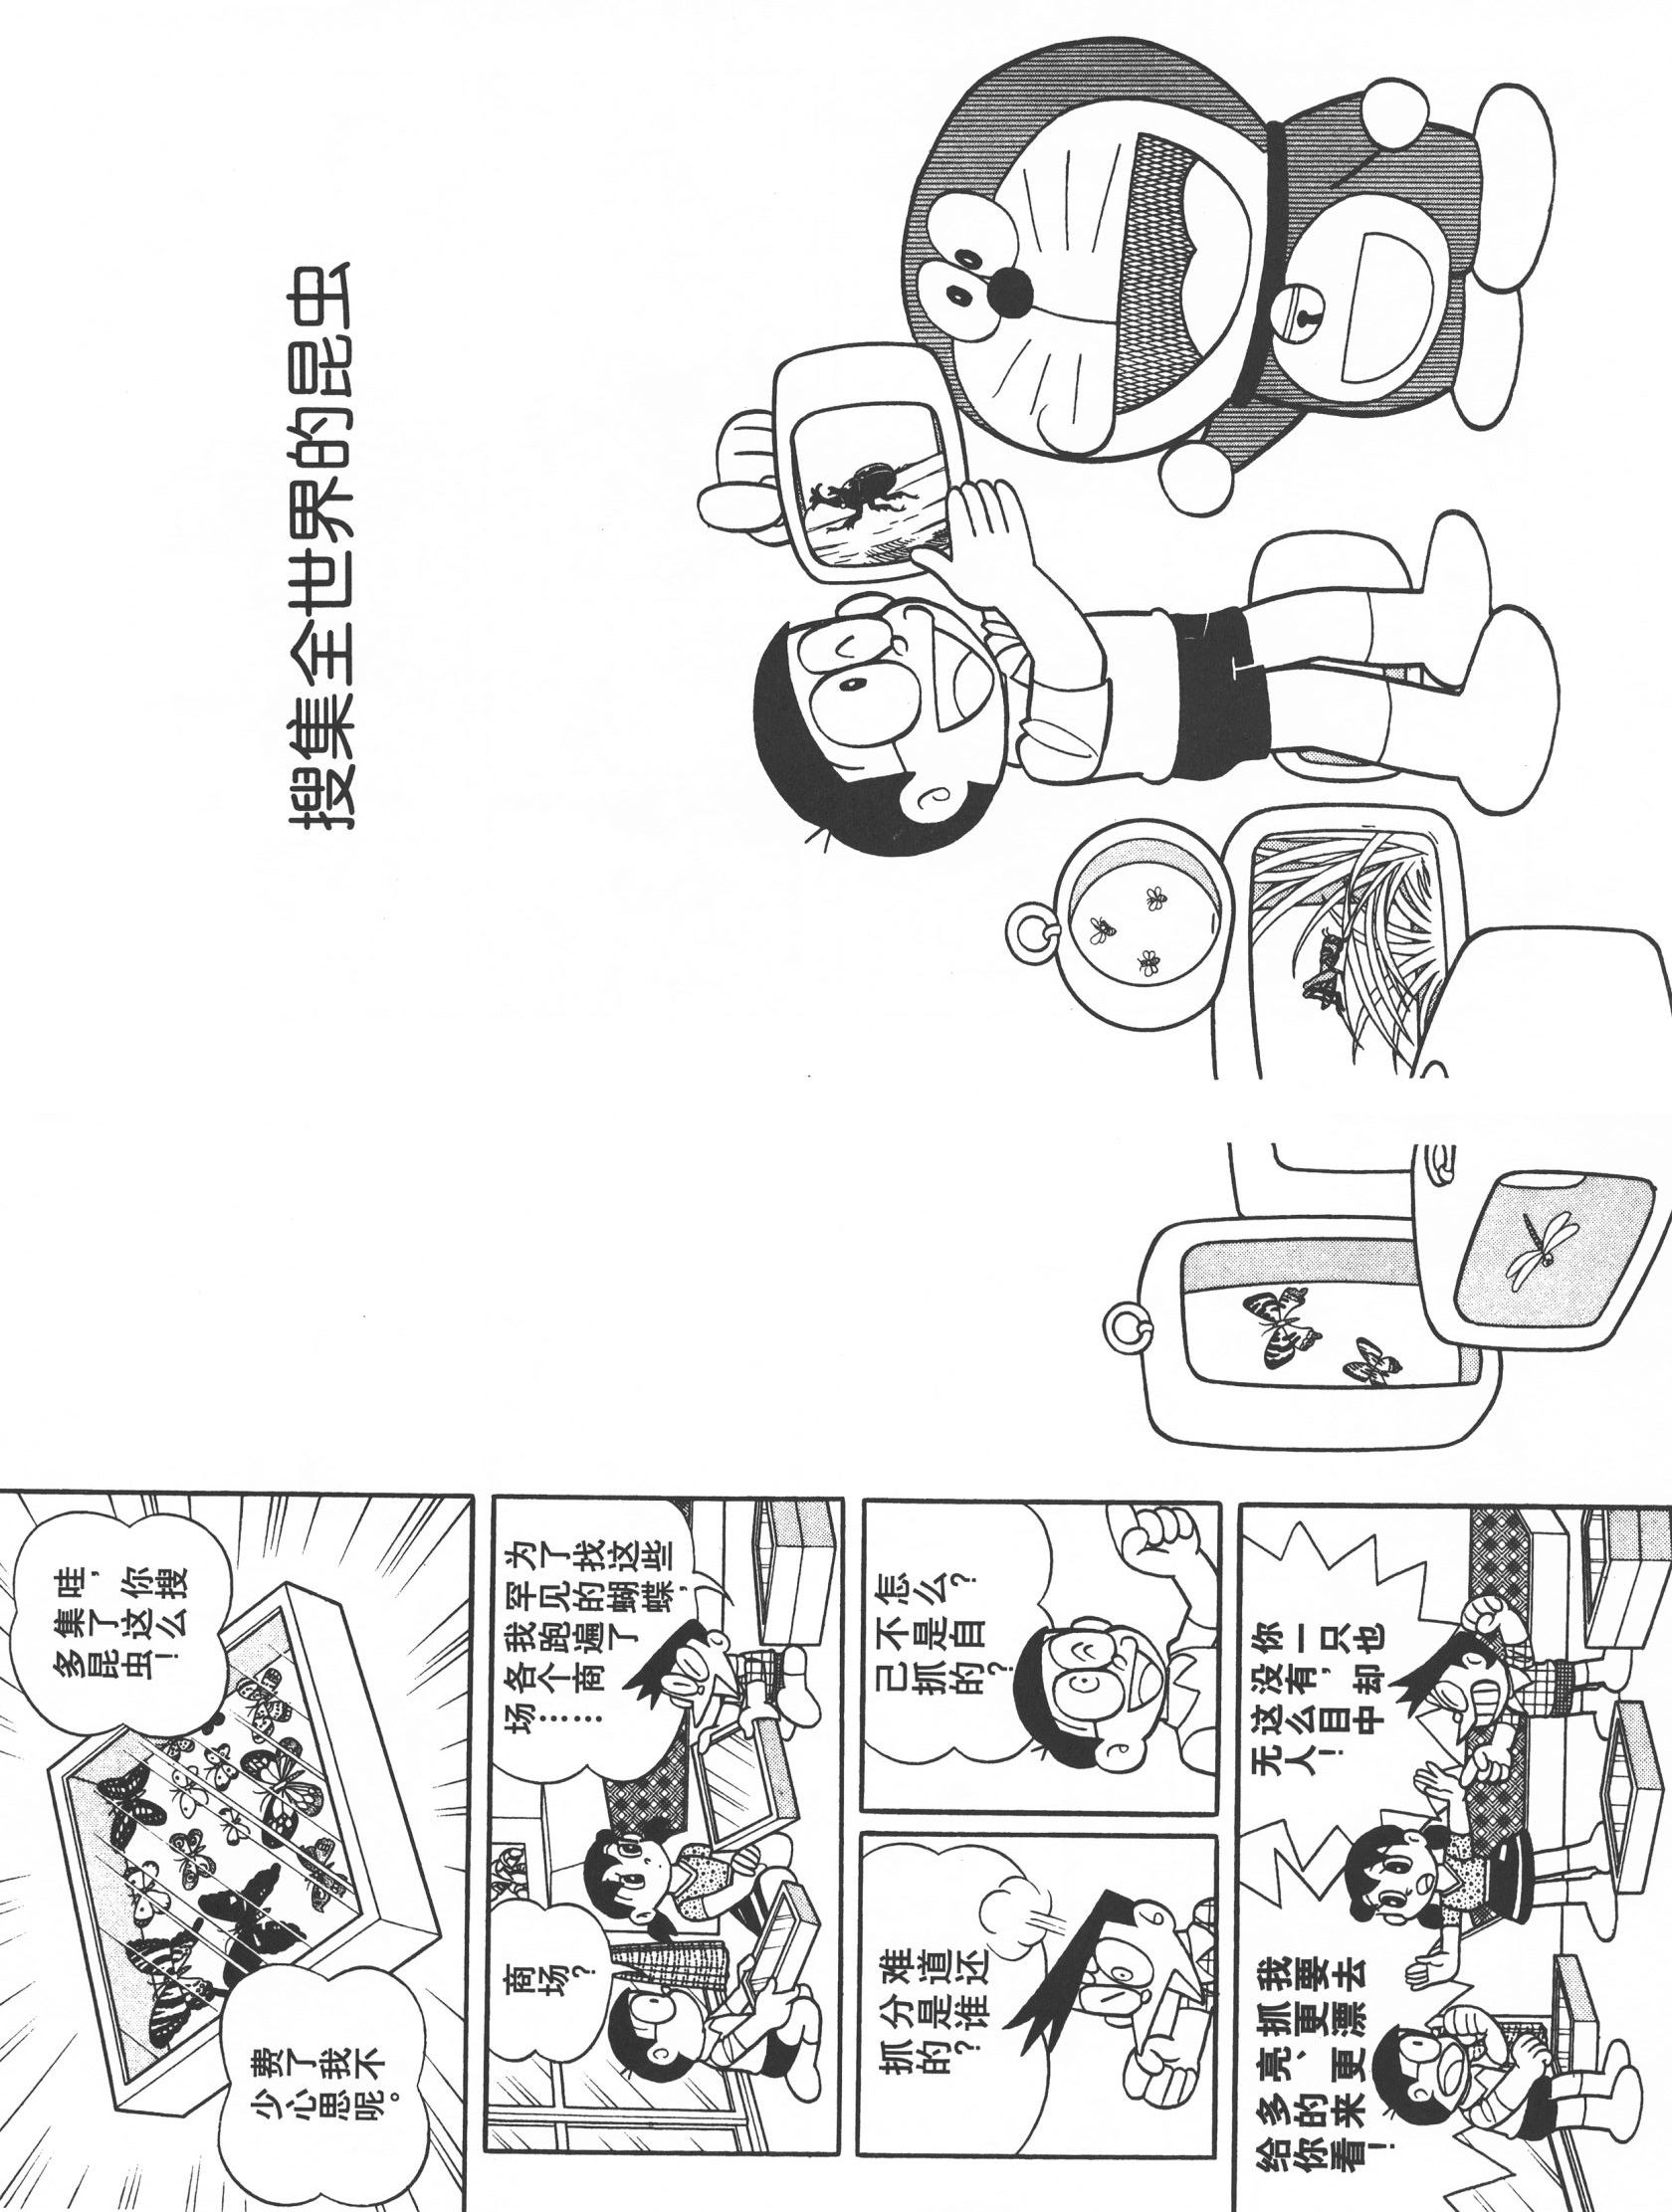 搜集全世界的昆虫
哇，你搜
集了这么
多昆虫！
费了我不
少心思呢。
为了找这些
罕见的蝴蝶，
我跑遍了
各个商
场……
商场？
怎么？
不是自
己抓的？
难道还
分是谁
抓的？
你一只也
没有，却
这么目中
无人！
我要去
抓更漂
亮、更
多的来
给你看！